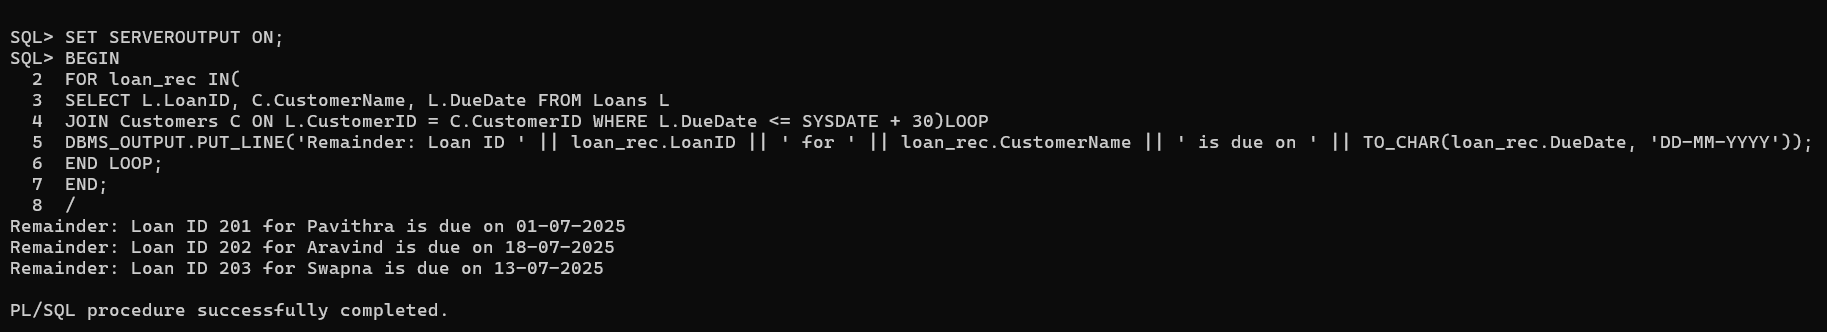 SQL> SET SERVEROUTPUT ON;
SQL> BEGIN
  2  FOR loan_rec IN(
  3  SELECT L.LoanID, C.CustomerName, L.DueDate FROM Loans L
  4  JOIN Customers C ON L.CustomerID = C.CustomerID WHERE L.DueDate <= SYSDATE + 30)LOOP
  5  DBMS_OUTPUT.PUT_LINE('Remainder: Loan ID ' || loan_rec.LoanID || ' for ' || loan_rec.CustomerName || ' is due on ' || TO_CHAR(loan_rec.DueDate, 'DD-MM-YYYY'));
  6  END LOOP;
  7  END;
  8  /
Remainder: Loan ID 201 for Pavithra is due on 01-07-2025
Remainder: Loan ID 202 for Aravind is due on 18-07-2025
Remainder: Loan ID 203 for Swapna is due on 13-07-2025

PL/SQL procedure successfully completed.